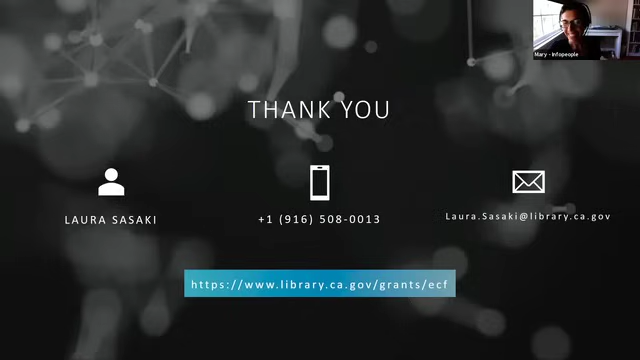 Mary - Infopeople
THANK YOU
LAURA SASAKI
+1 (916) 508-0013
Laura.Sasaki@library.ca.gov
https://www.library.ca.gov/grants/ecf